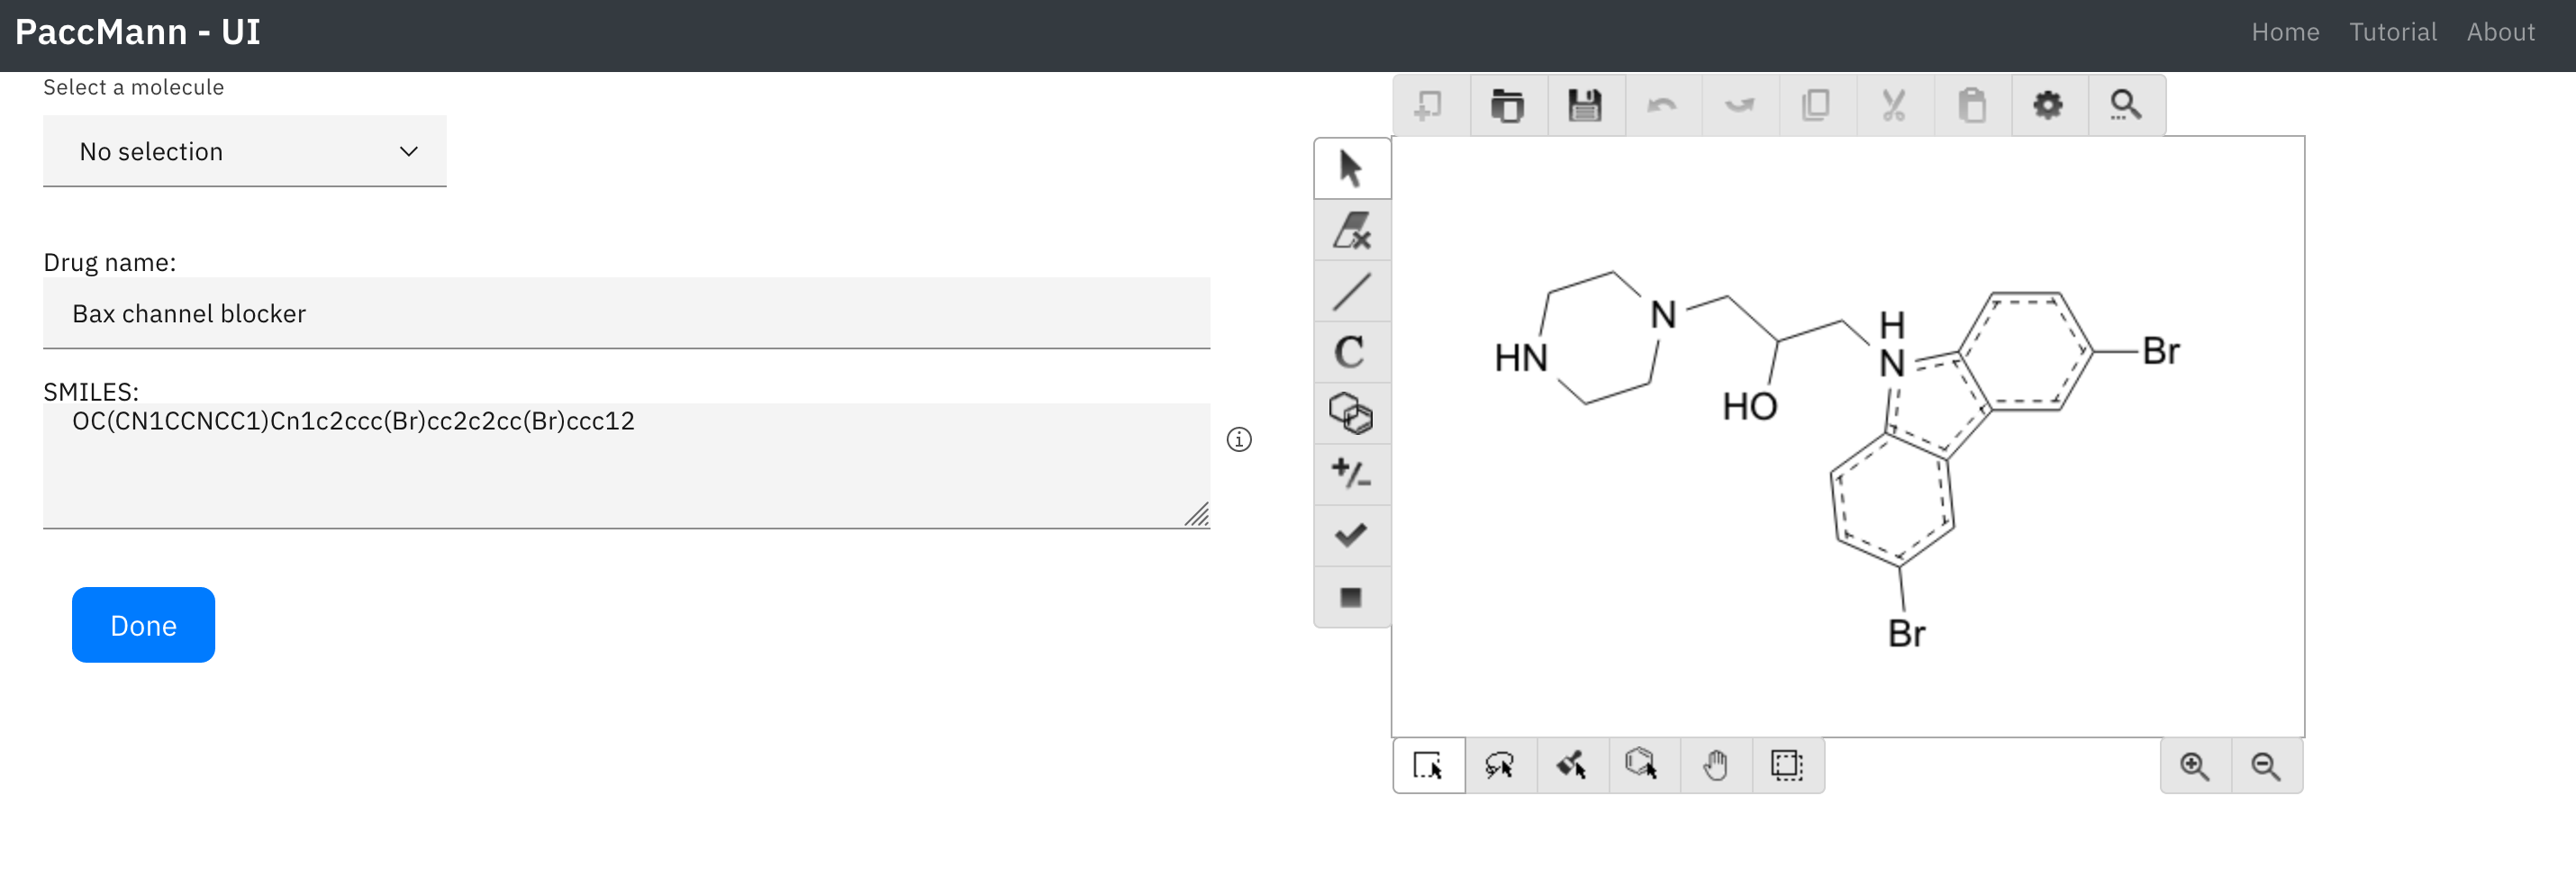 PaccMann - UI
Home Tutorial About
Select a molecule
No selection
Drug name:
Bax channel blocker
SMILES:
OC(CN1CCNCC1)Cn1c2ccc(Br)cc2c2cc(Br)ccc12
Done
C
+/-
N
HN
HO
H
N
Br
Br